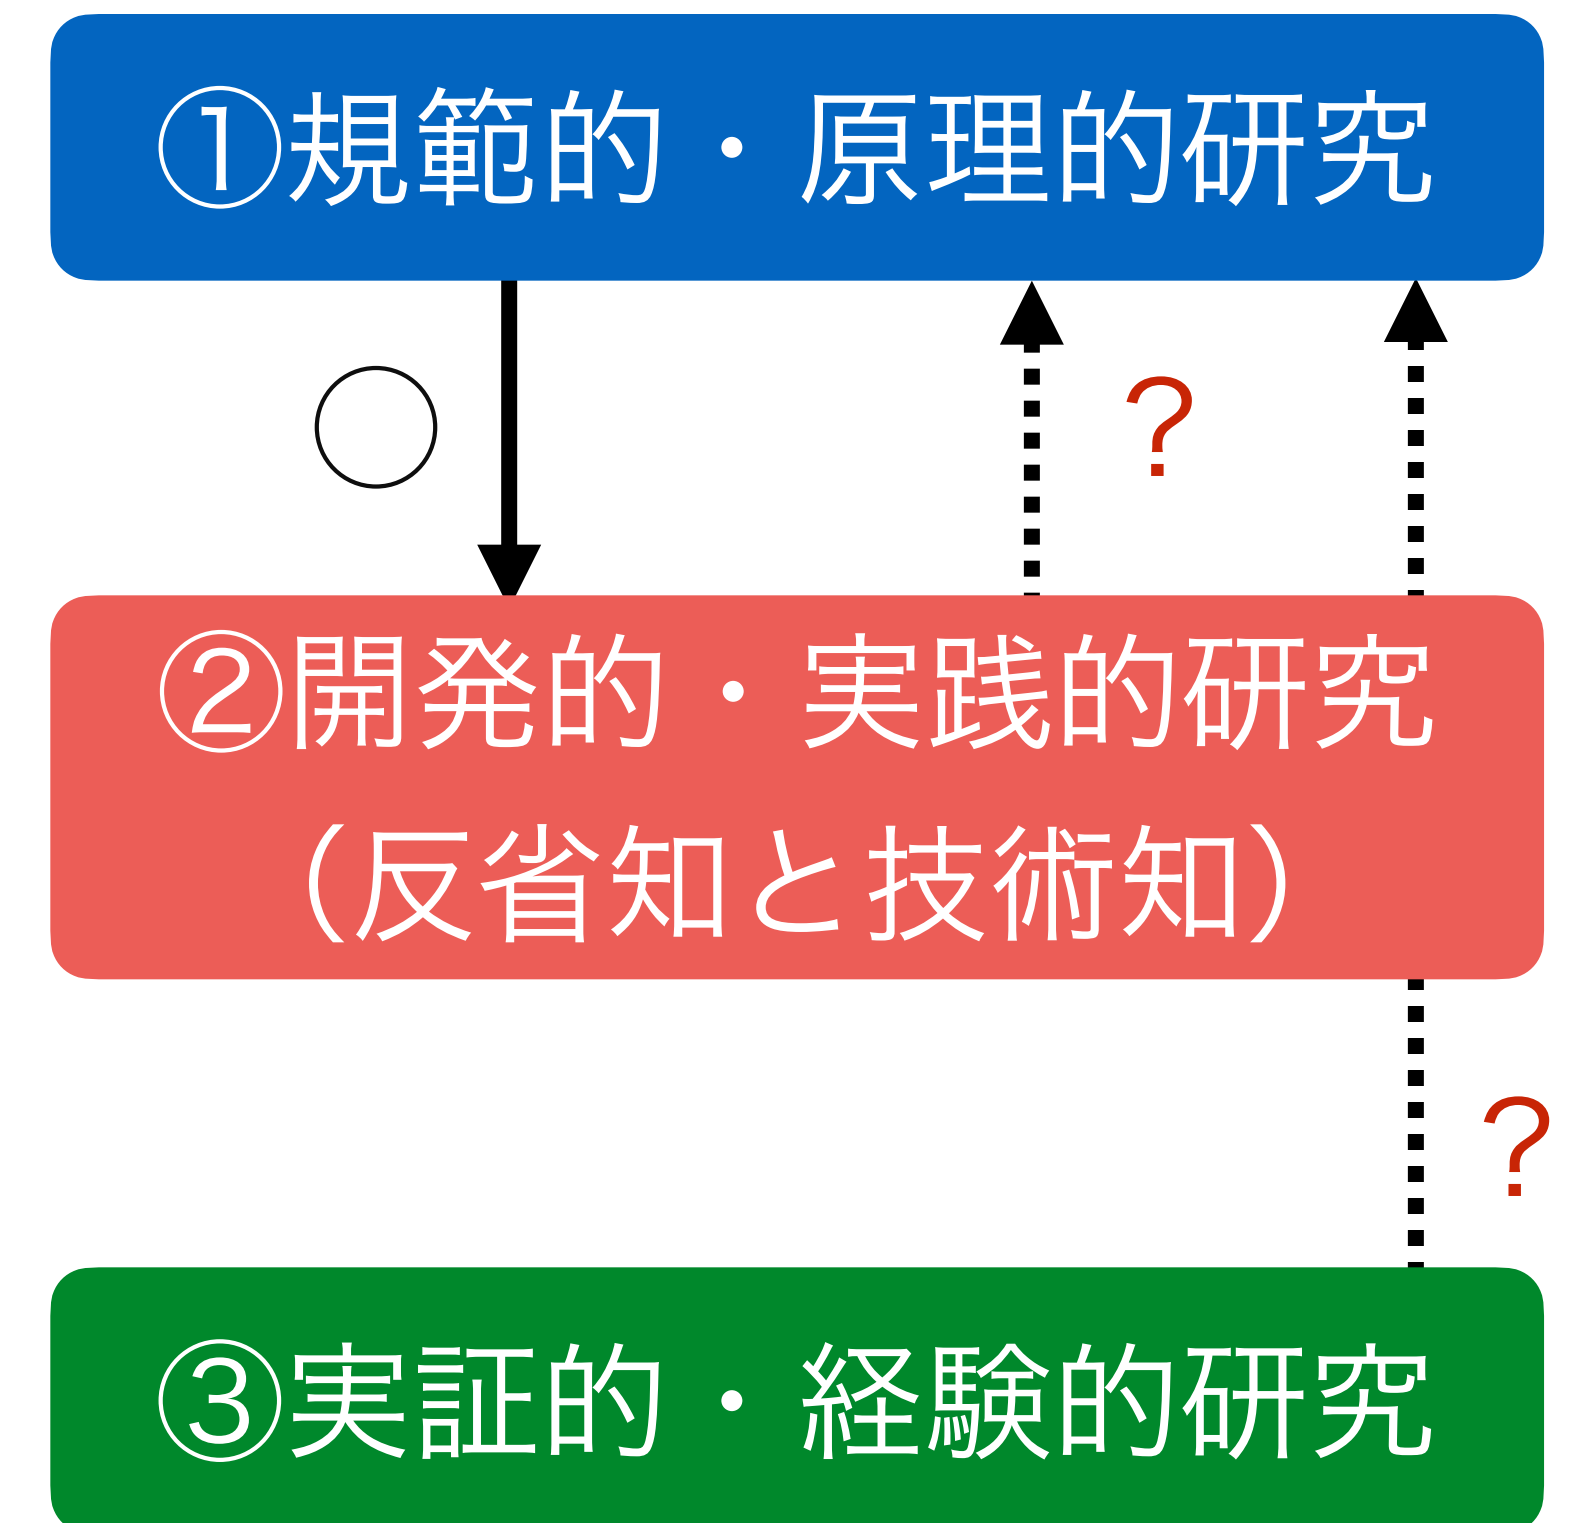 ①規範的・原理的研究
○
?
②開発的・実践的研究
（反省知と技術知）
?
③実証的・経験的研究